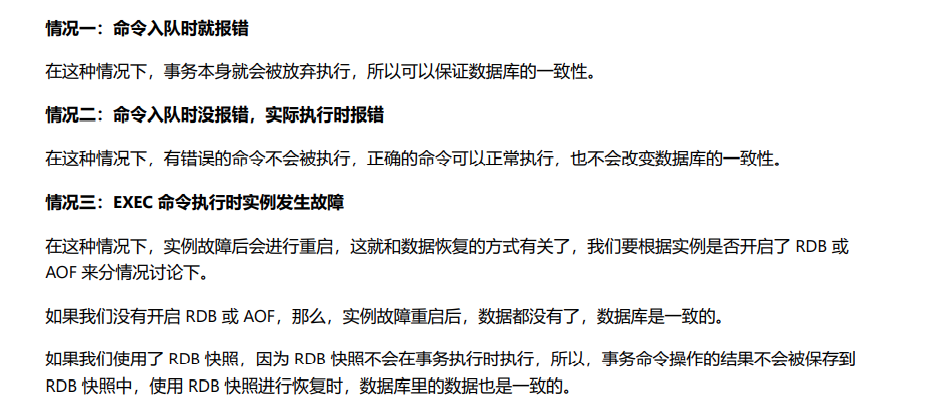 情况一：命令入队时就报错
在这种情况下，事务本身就会被放弃执行，所以可以保证数据库的一致性。
情况二：命令入队时没报错，实际执行时报错
在这种情况下，有错误的命令不会被执行，正确的命令可以正常执行，也不会改变数据库的一致性。
情况三：EXEC 命令执行时实例发生故障
在这种情况下，实例故障后会进行重启，这就和数据恢复的方式有关了，我们要根据实例是否开启了 RDB 或
AOF 来分情况讨论下。
如果我们没有开启 RDB 或 AOF，那么，实例故障重启后，数据都没有了，数据库是一致的。
如果我们使用了 RDB 快照，因为 RDB 快照不会在事务执行时执行，所以，事务命令操作的结果不会被保存到
RDB 快照中，使用 RDB 快照进行恢复时，数据库里的数据也是一致的。